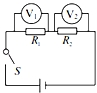 V₁ V₂
R₁ R₂
S